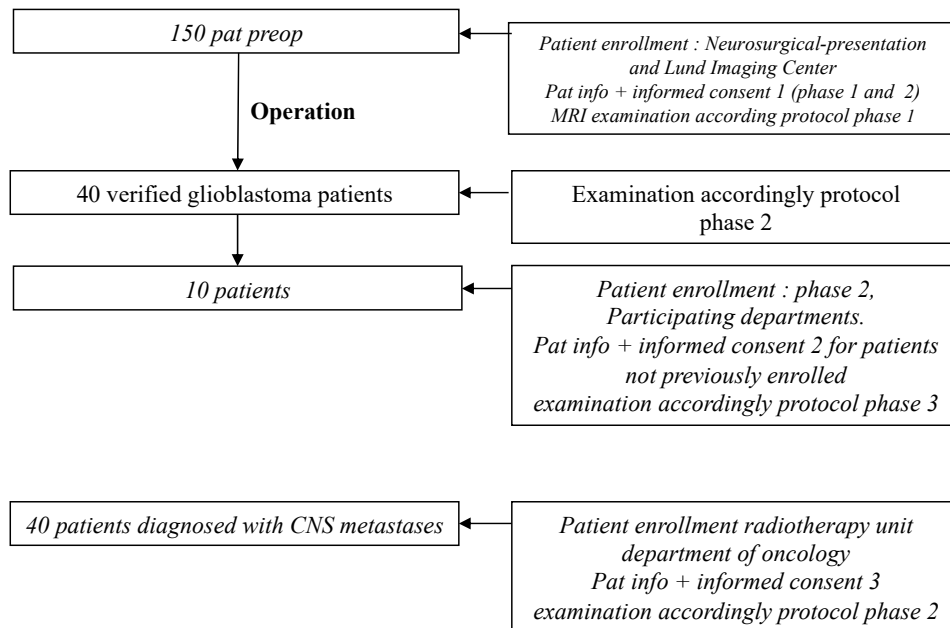 150 pat preop
Patient enrollment : Neurosurgical-presentation
and Lund Imaging Center
Pat info + informed consent 1 (phase 1 and 2)
MRI examination according protocol phase 1
Operation
40 verified glioblastoma patients
Examination accordingly protocol
phase 2
10 patients
Patient enrollment : phase 2,
Participating departments.
Pat info + informed consent 2 for patients
not previously enrolled
examination accordingly protocol phase 3
40 patients diagnosed with CNS metastases
Patient enrollment radiotherapy unit
department of oncology
Pat info + informed consent 3
examination accordingly protocol phase 2